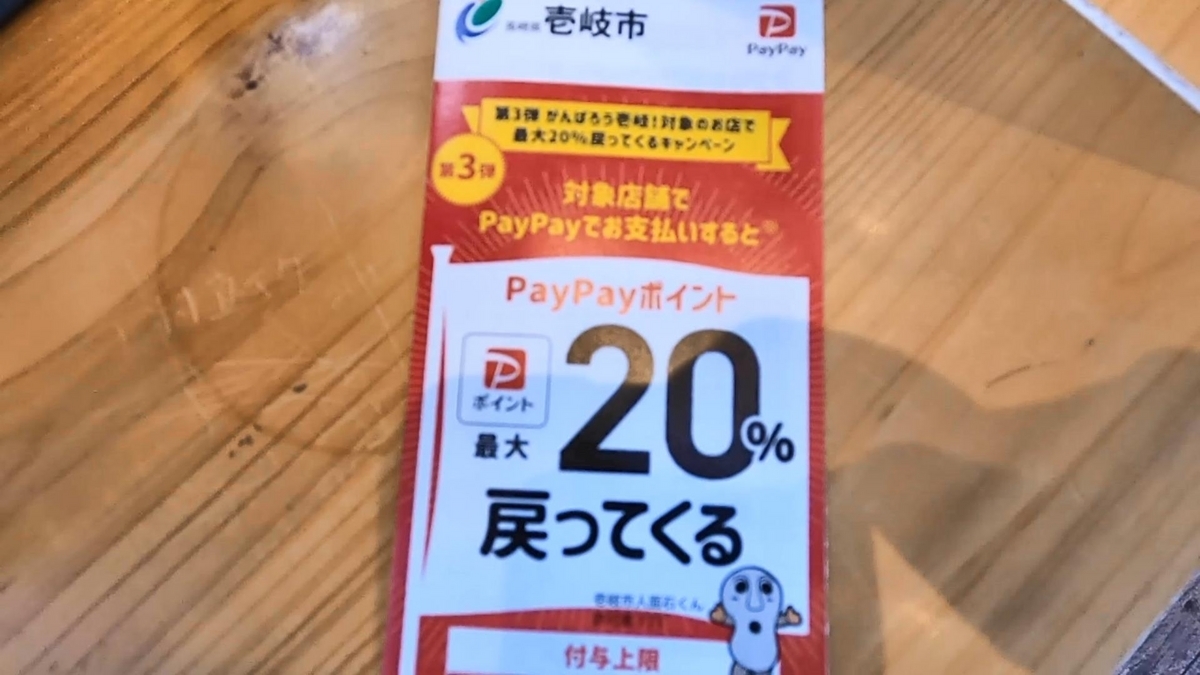 長崎県 壱岐市
PayPay
第3弾 がんばろう壱岐!対象のお店で
最大20%戻ってくるキャンペーン
第3弾
対象店舗で
PayPayでお支払いすると※
PayPayポイント
ポイント
最大
20%
戻ってくる
壱岐市人面石くん
付与上限